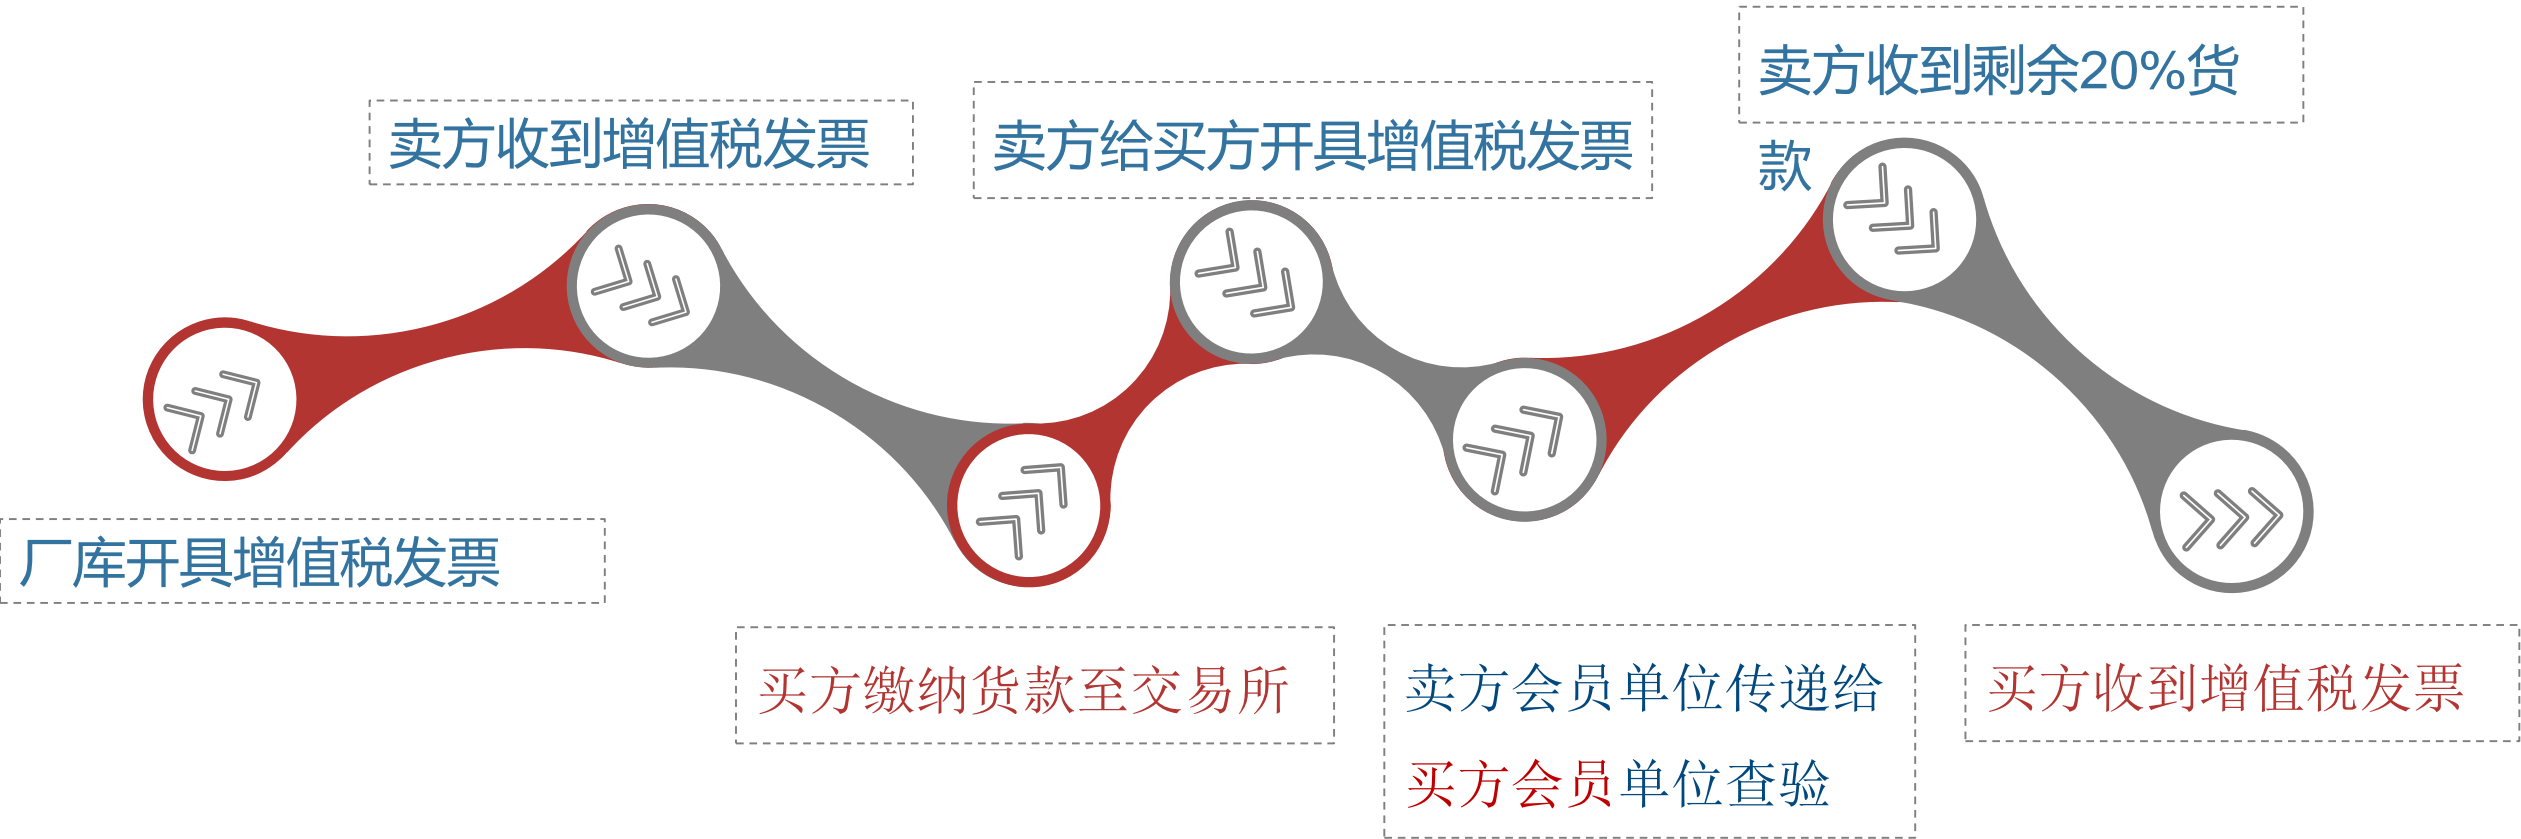 厂库开具增值税发票
卖方收到增值税发票
买方缴纳货款至交易所
卖方给买方开具增值税发票
卖方会员单位传递给
买方会员单位查验
卖方收到剩余20%货
款
买方收到增值税发票